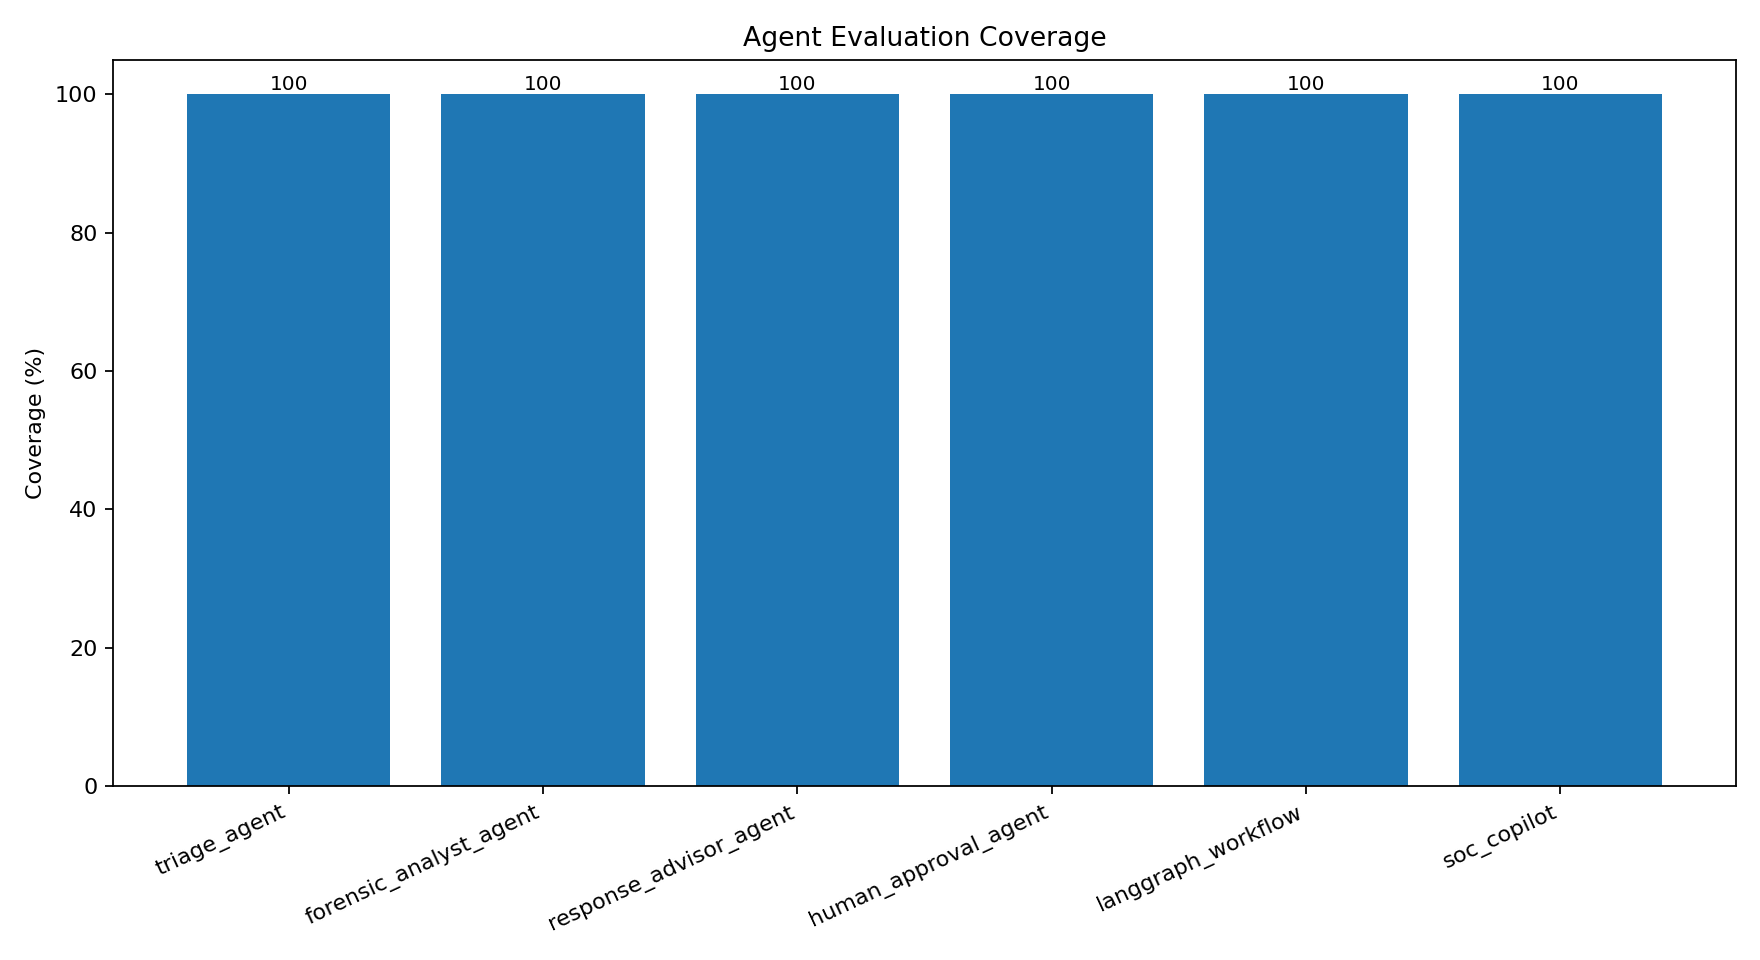 Agent Evaluation Coverage
100 100 100 100 100 100
100
80
60
40
20
0
Coverage (%)
triage_agent
forensic_analyst_agent
response_advisor_agent
human_approval_agent
langgraph_workflow
soc_copilot